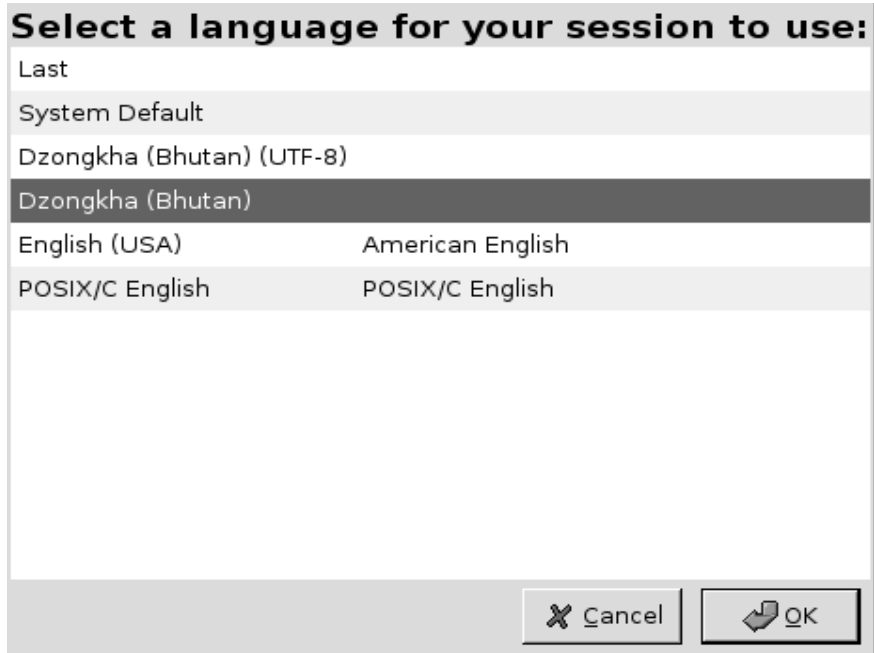 Select a language for your session to use:
Last
System Default
Dzongkha (Bhutan) (UTF-8)
Dzongkha (Bhutan)
English (USA) American English
POSIX/C English POSIX/C English
Cancel OK